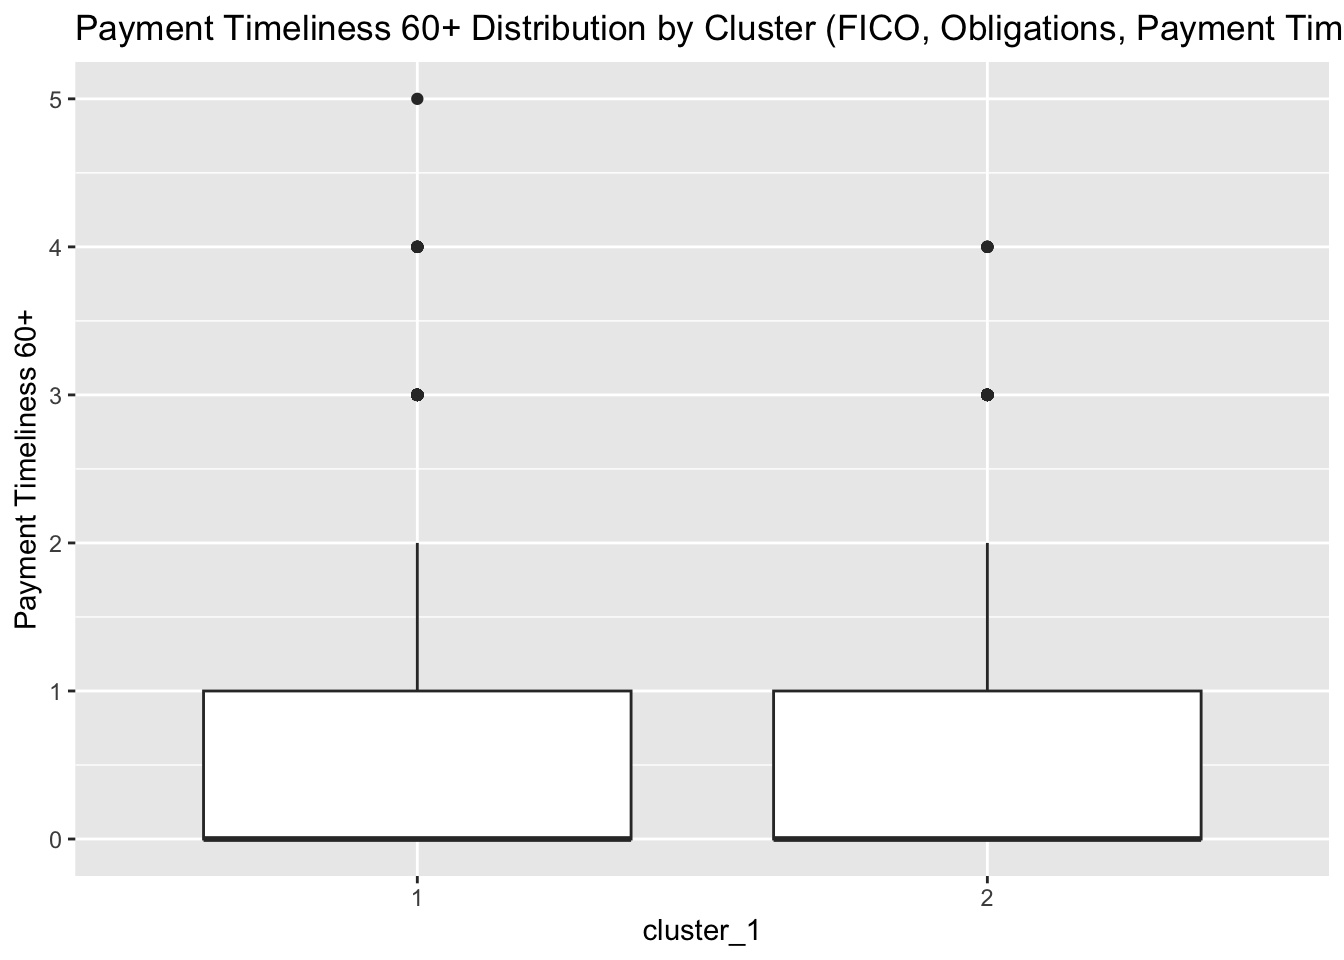 Payment Timeliness 60+ Distribution by Cluster (FICO, Obligations, Payment Tim
5
4
3
2
1
0
Payment Timeliness 60+
1
2
cluster_1